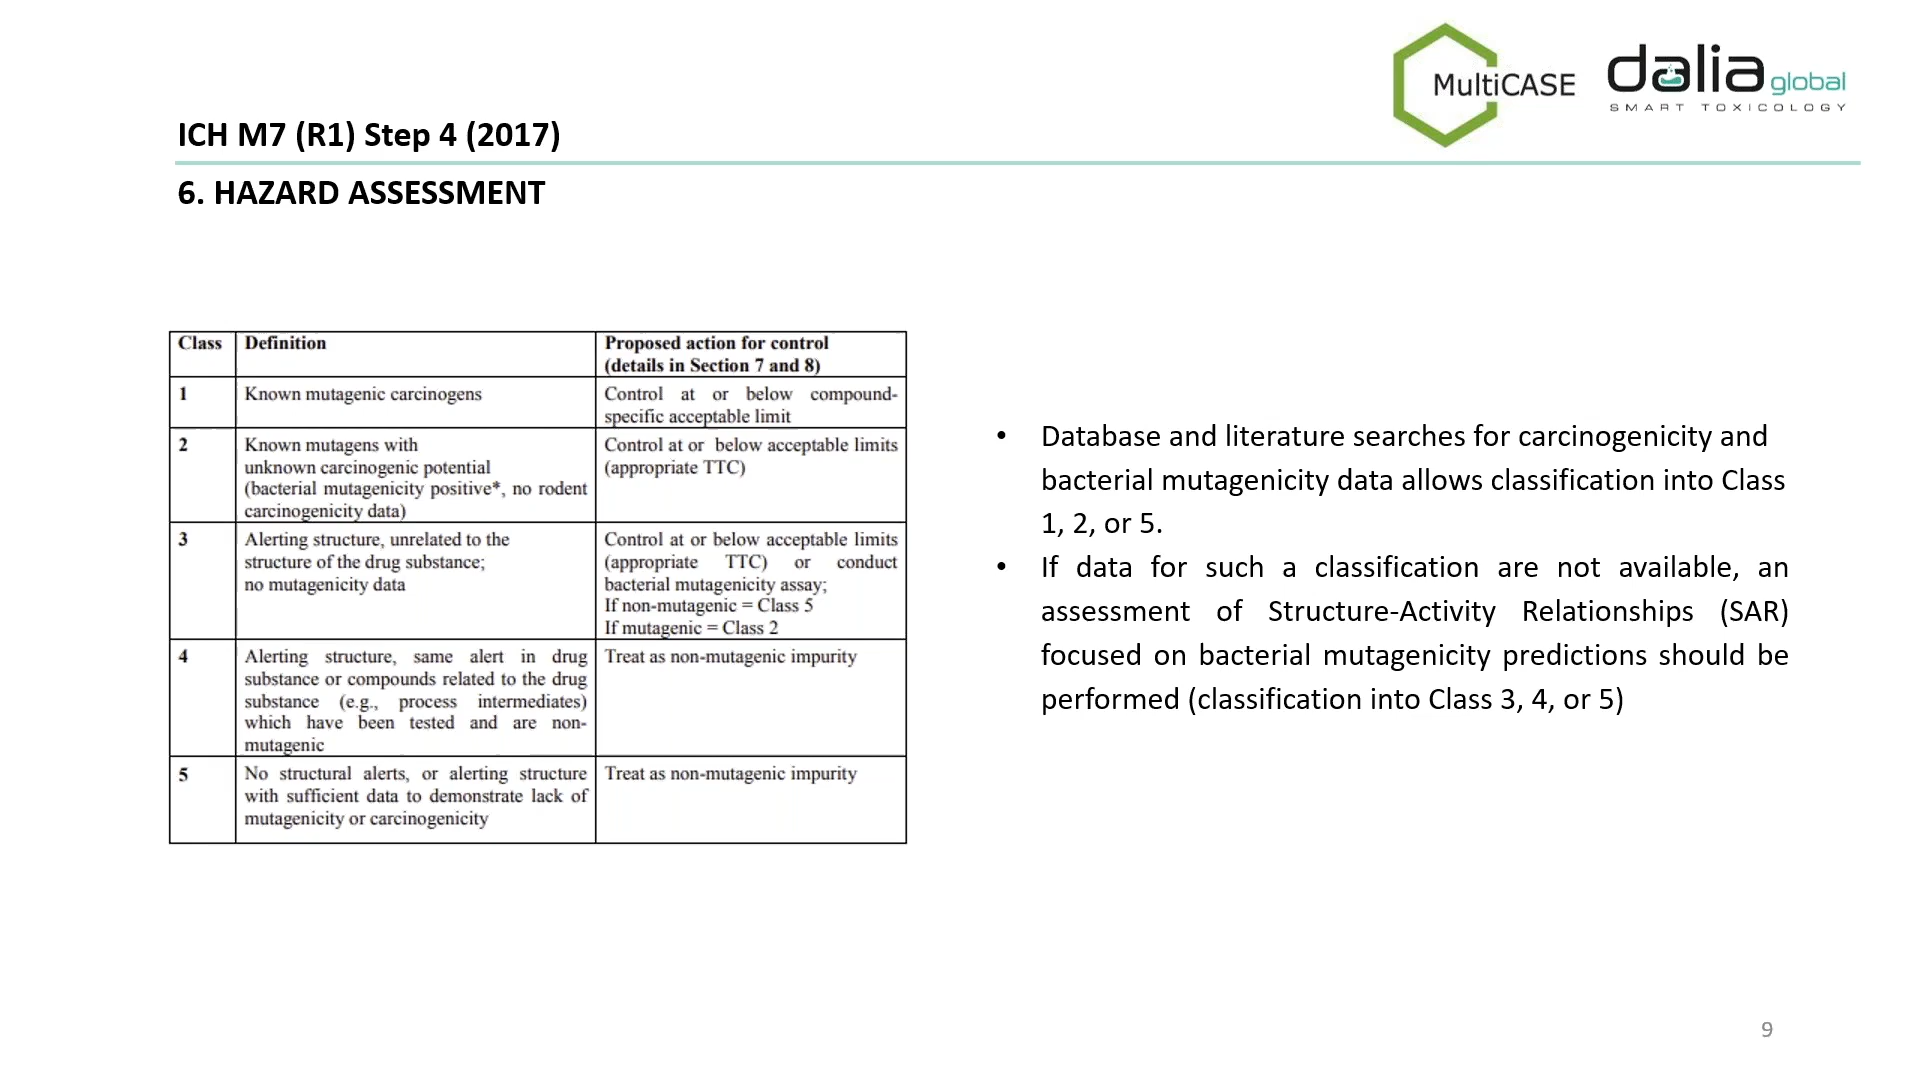 MultiCASE
dalia global
SMART TOXICOLOGY
ICH M7 (R1) Step 4 (2017)
6. HAZARD ASSESSMENT
Class Definition Proposed action for control
(details in Section 7 and 8)
1 Known mutagenic carcinogens Control at or below compound-
specific acceptable limit
2 Known mutagens with Control at or below acceptable limits
unknown carcinogenic potential (appropriate TTC)
(bacterial mutagenicity positive*, no rodent
carcinogenicity data)
3 Alerting structure, unrelated to the Control at or below acceptable limits
structure of the drug substance; (appropriate TTC) or conduct
no mutagenicity data bacterial mutagenicity assay;
If non-mutagenic = Class 5
If mutagenic = Class 2
4 Alerting structure, same alert in drug Treat as non-mutagenic impurity
substance or compounds related to the drug
substance (e.g., process intermediates)
which have been tested and are non-
mutagenic
5 No structural alerts, or alerting structure Treat as non-mutagenic impurity
with sufficient data to demonstrate lack of
mutagenicity or carcinogenicity
• Database and literature searches for carcinogenicity and
bacterial mutagenicity data allows classification into Class
1, 2, or 5.
• If data for such a classification are not available, an
assessment of Structure-Activity Relationships (SAR)
focused on bacterial mutagenicity predictions should be
performed (classification into Class 3, 4, or 5)
9